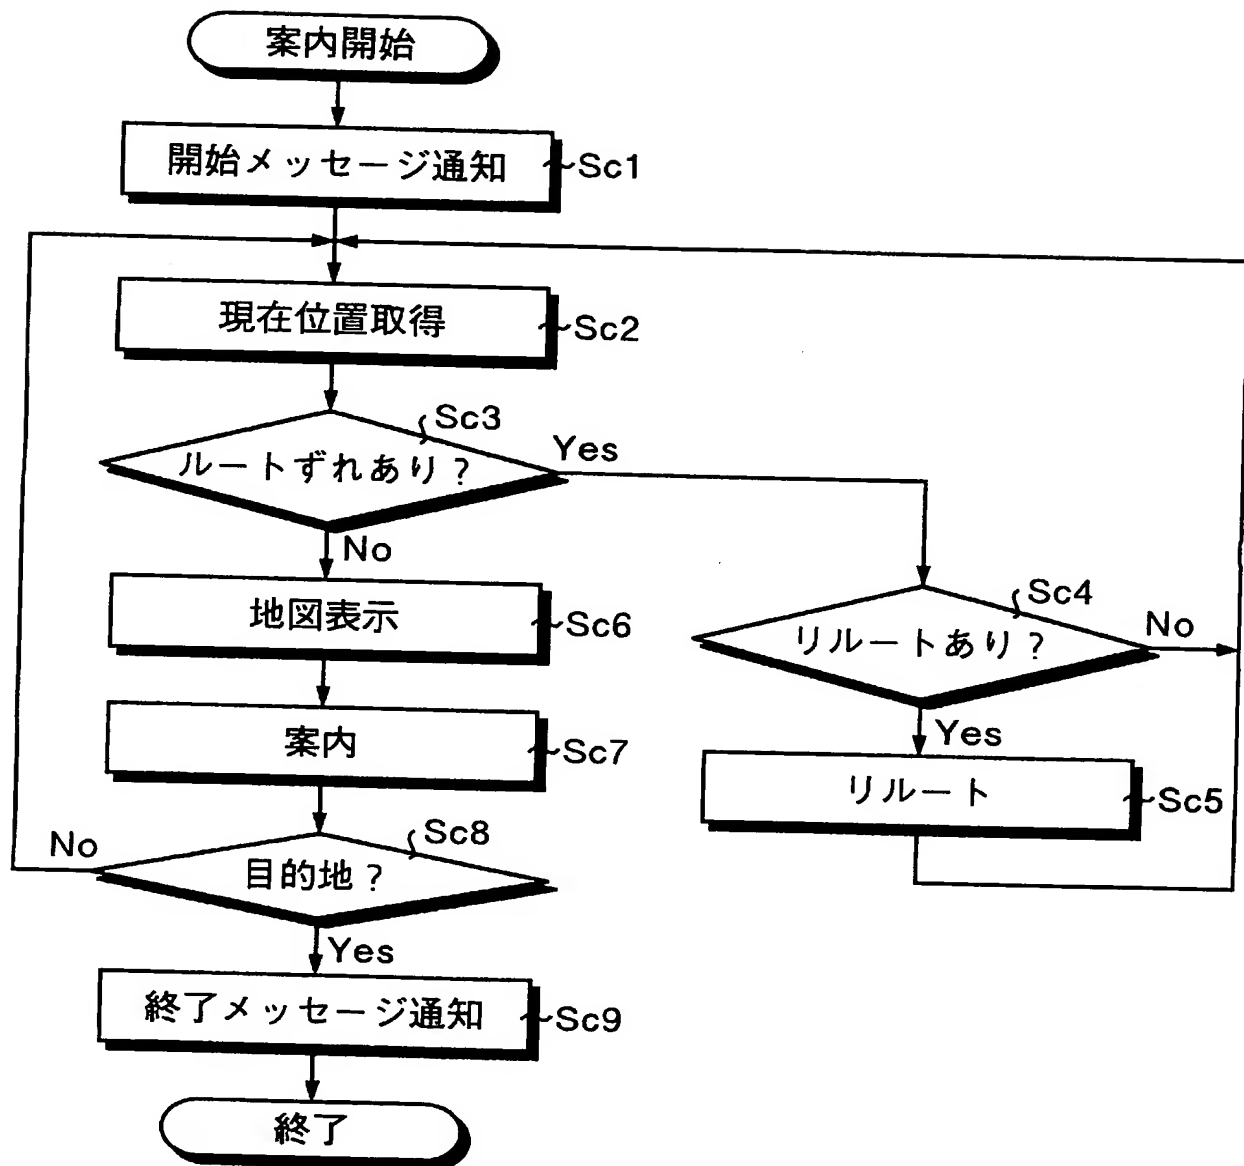 案内開始
開始メッセージ通知
Sc1
現在位置取得
Sc2
Sc3
ルートずれあり?
Yes
No
地図表示
Sc6
Sc4
リルートあり?
No
Yes
案内
Sc7
リルート
Sc5
Sc8
目的地?
No
Yes
終了メッセージ通知
Sc9
終了